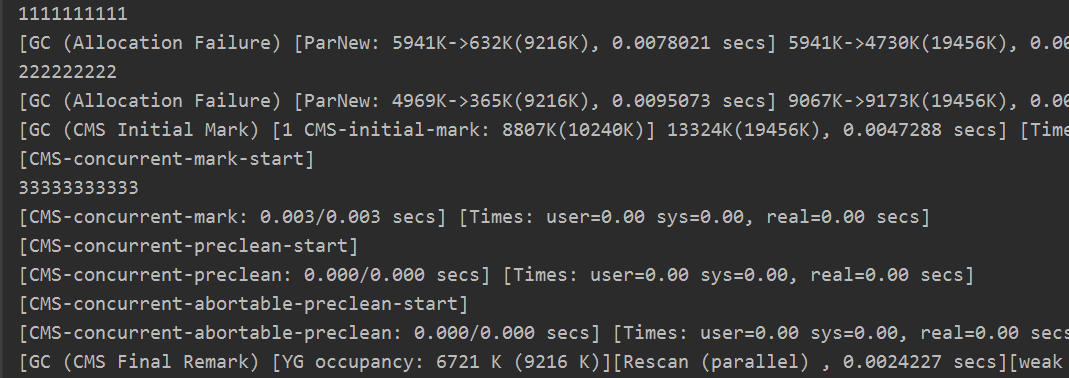 1111111111
[GC (Allocation Failure) [ParNew: 5941K->632K(9216K), 0.0078021 secs] 5941K->4730K(19456K), 0.00
222222222
[GC (Allocation Failure) [ParNew: 4969K->365K(9216K), 0.0095073 secs] 9067K->9173K(19456K), 0.00
[GC (CMS Initial Mark) [1 CMS-initial-mark: 8807K(10240K)] 13324K(19456K), 0.0047288 secs] [Time
[CMS-concurrent-mark-start]
33333333333
[CMS-concurrent-mark: 0.003/0.003 secs] [Times: user=0.00 sys=0.00, real=0.00 secs]
[CMS-concurrent-preclean-start]
[CMS-concurrent-preclean: 0.000/0.000 secs] [Times: user=0.00 sys=0.00, real=0.00 secs]
[CMS-concurrent-abortable-preclean-start]
[CMS-concurrent-abortable-preclean: 0.000/0.000 secs] [Times: user=0.00 sys=0.00, real=0.00 secs
[GC (CMS Final Remark) [YG occupancy: 6721 K (9216 K)][Rescan (parallel) , 0.0024227 secs][weak